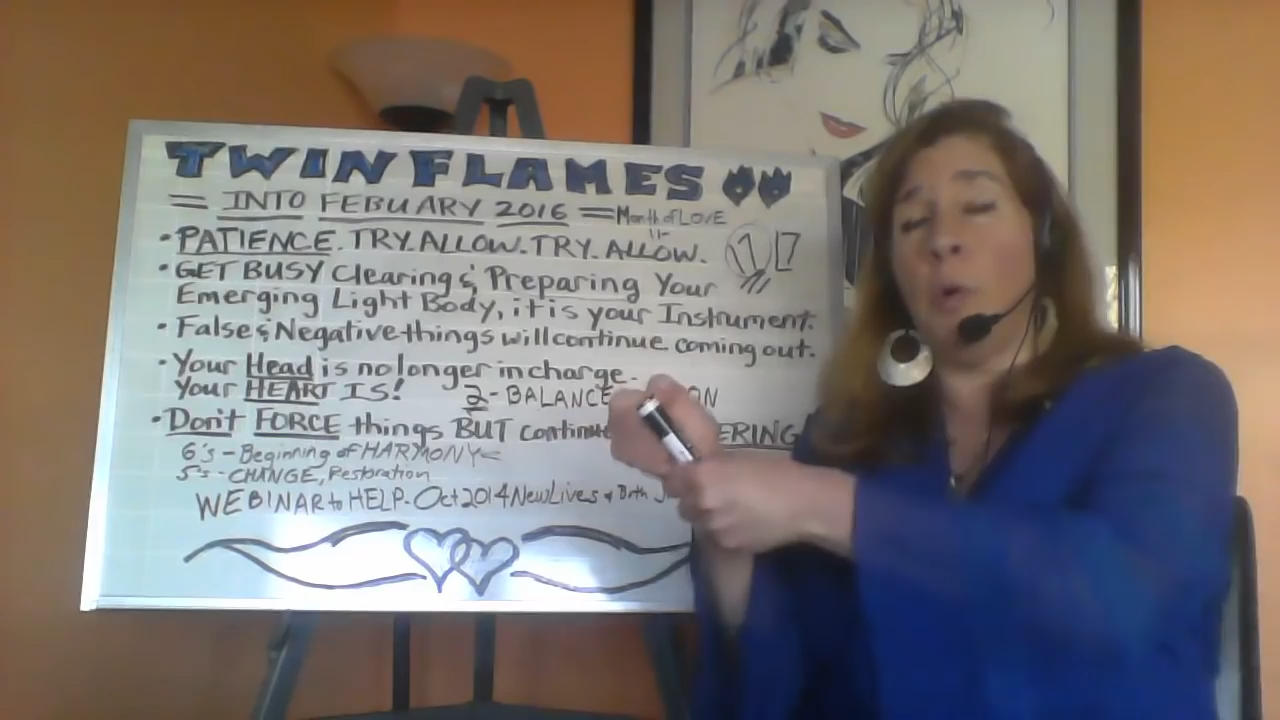 TWIN FLAMES
= INTO FEBUARY 2016 = Month of LOVE
• PATIENCE. TRY. ALLOW. TRY. ALLOW. 17
• GET BUSY Clearing & Preparing Your
Emerging Light Body, it is your Instrument.
• False & Negative things will continue coming out.
• Your Head is no longer in charge.
Your HEART IS! 2 - BALANCE
• Don't FORCE things BUT continue
6's - Beginning of HARMONY
5's - CHANGE, Restoration
WEBINAR to HELP - Oct 2014 New Lives &